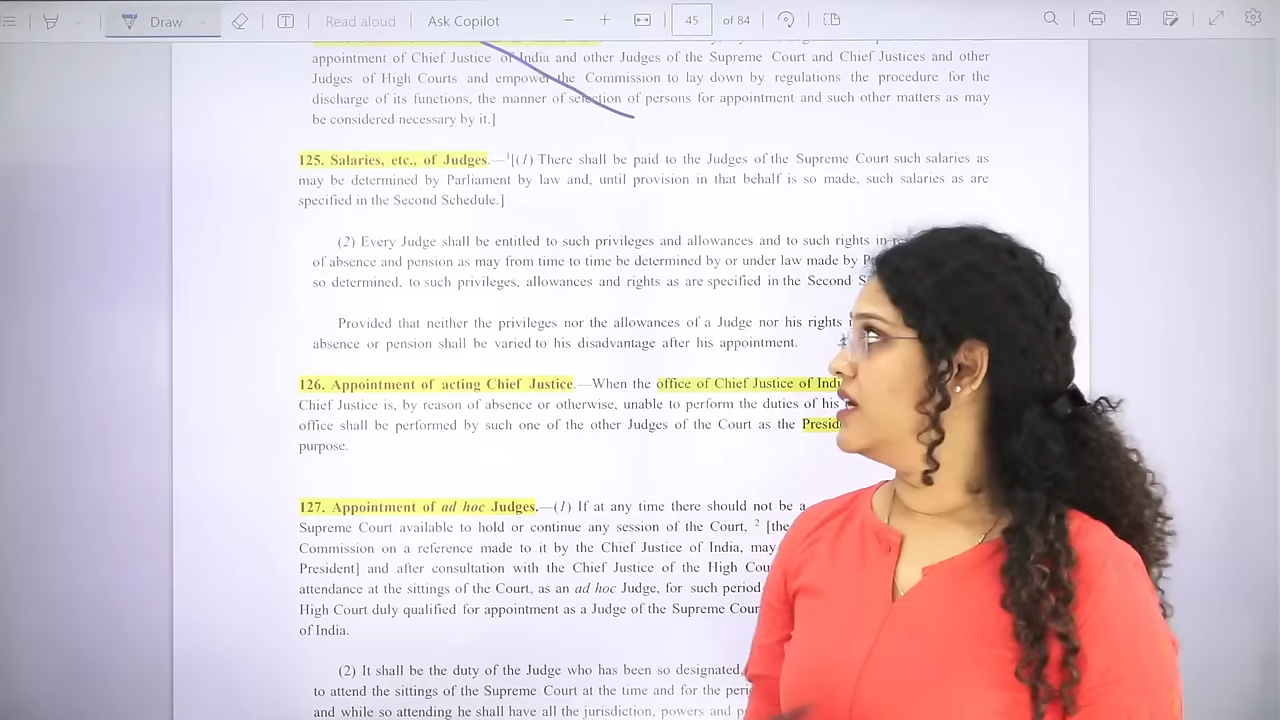 Draw
Read aloud
Ask Copilot
45
of 84
appointment of Chief Justice of India and other Judges of the Supreme Court and Chief Justices and other
Judges of High Courts and empower the Commission to lay down by regulations the procedure for the
discharge of its functions, the manner of selection of persons for appointment and such other matters as may
be considered necessary by it.]
125. Salaries, etc., of Judges.—1[(1) There shall be paid to the Judges of the Supreme Court such salaries as
may be determined by Parliament by law and, until provision in that behalf is so made, such salaries as are
specified in the Second Schedule.]
(2) Every Judge shall be entitled to such privileges and allowances and to such rights in
of absence and pension as may from time to time be determined by or under law made by
so determined, to such privileges, allowances and rights as are specified in the Second
Provided that neither the privileges nor the allowances of a Judge nor his rights
absence or pension shall be varied to his disadvantage after his appointment.
126. Appointment of acting Chief Justice.—When the office of Chief Justice of
Chief Justice is, by reason of absence or otherwise, unable to perform the duties of his
office shall be performed by such one of the other Judges of the Court as the
purpose.
127. Appointment of ad hoc Judges.—(1) If at any time there should not be a
Supreme Court available to hold or continue any session of the Court, 2 [the
Commission on a reference made to it by the Chief Justice of India, may
President] and after consultation with the Chief Justice of the High
attendance at the sittings of the Court, as an ad hoc Judge, for such period
High Court duly qualified for appointment as a Judge of the Supreme
of India.
(2) It shall be the duty of the Judge who has been so designated,
to attend the sittings of the Supreme Court at the time and for the
and while so attending he shall have all the jurisdiction, powers and